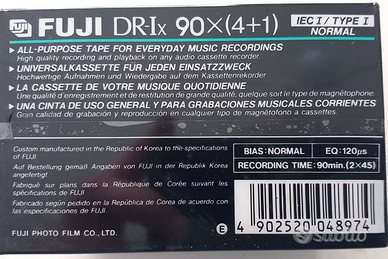 FUJI FUJI DR-Ix 90×(4+1)
IEC I / TYPE I
NORMAL
►ALL-PURPOSE TAPE FOR EVERYDAY MUSIC RECORDINGS
High quality recording and playback on any audio cassette recorder.
►UNIVERSALKASSETTE FÜR JEDEN EINSATZZWECK
Hochwertige Aufnahmen und Wiedergabe auf dem Kassettenrekorder
►LA CASSETTE DE VOTRE MUSIQUE QUOTIDIENNE
Une qualité d'enregistrement et de restitution de grande qualité, quelque soit le type de magnétophone.
►UNA CINTA DE USO GENERAL Y PARA GRABACIONES MUSICALES CORRIENTES
Gran calidad de grabación y reproducción en cualquier tipo de magnetófono a cassettes.
Custom manufactured in the Republic of Korea to the specifications
of FUJI.
Auf Bestellung gemäß Angaben von FUJI in der Republik Korea
angefertigt.
Fabriqué sur plans dans la République de Corée suivant les
spécifications de FUJI.
Fabricado según pedido en la República de Corea de acuerdo con
las especificaciones de FUJI.
FUJI PHOTO FILM CO., LTD.
E
BIAS: NORMAL
EQ: 120μs
RECORDING TIME: 90min. (2×45)
4 902520 048974
subito